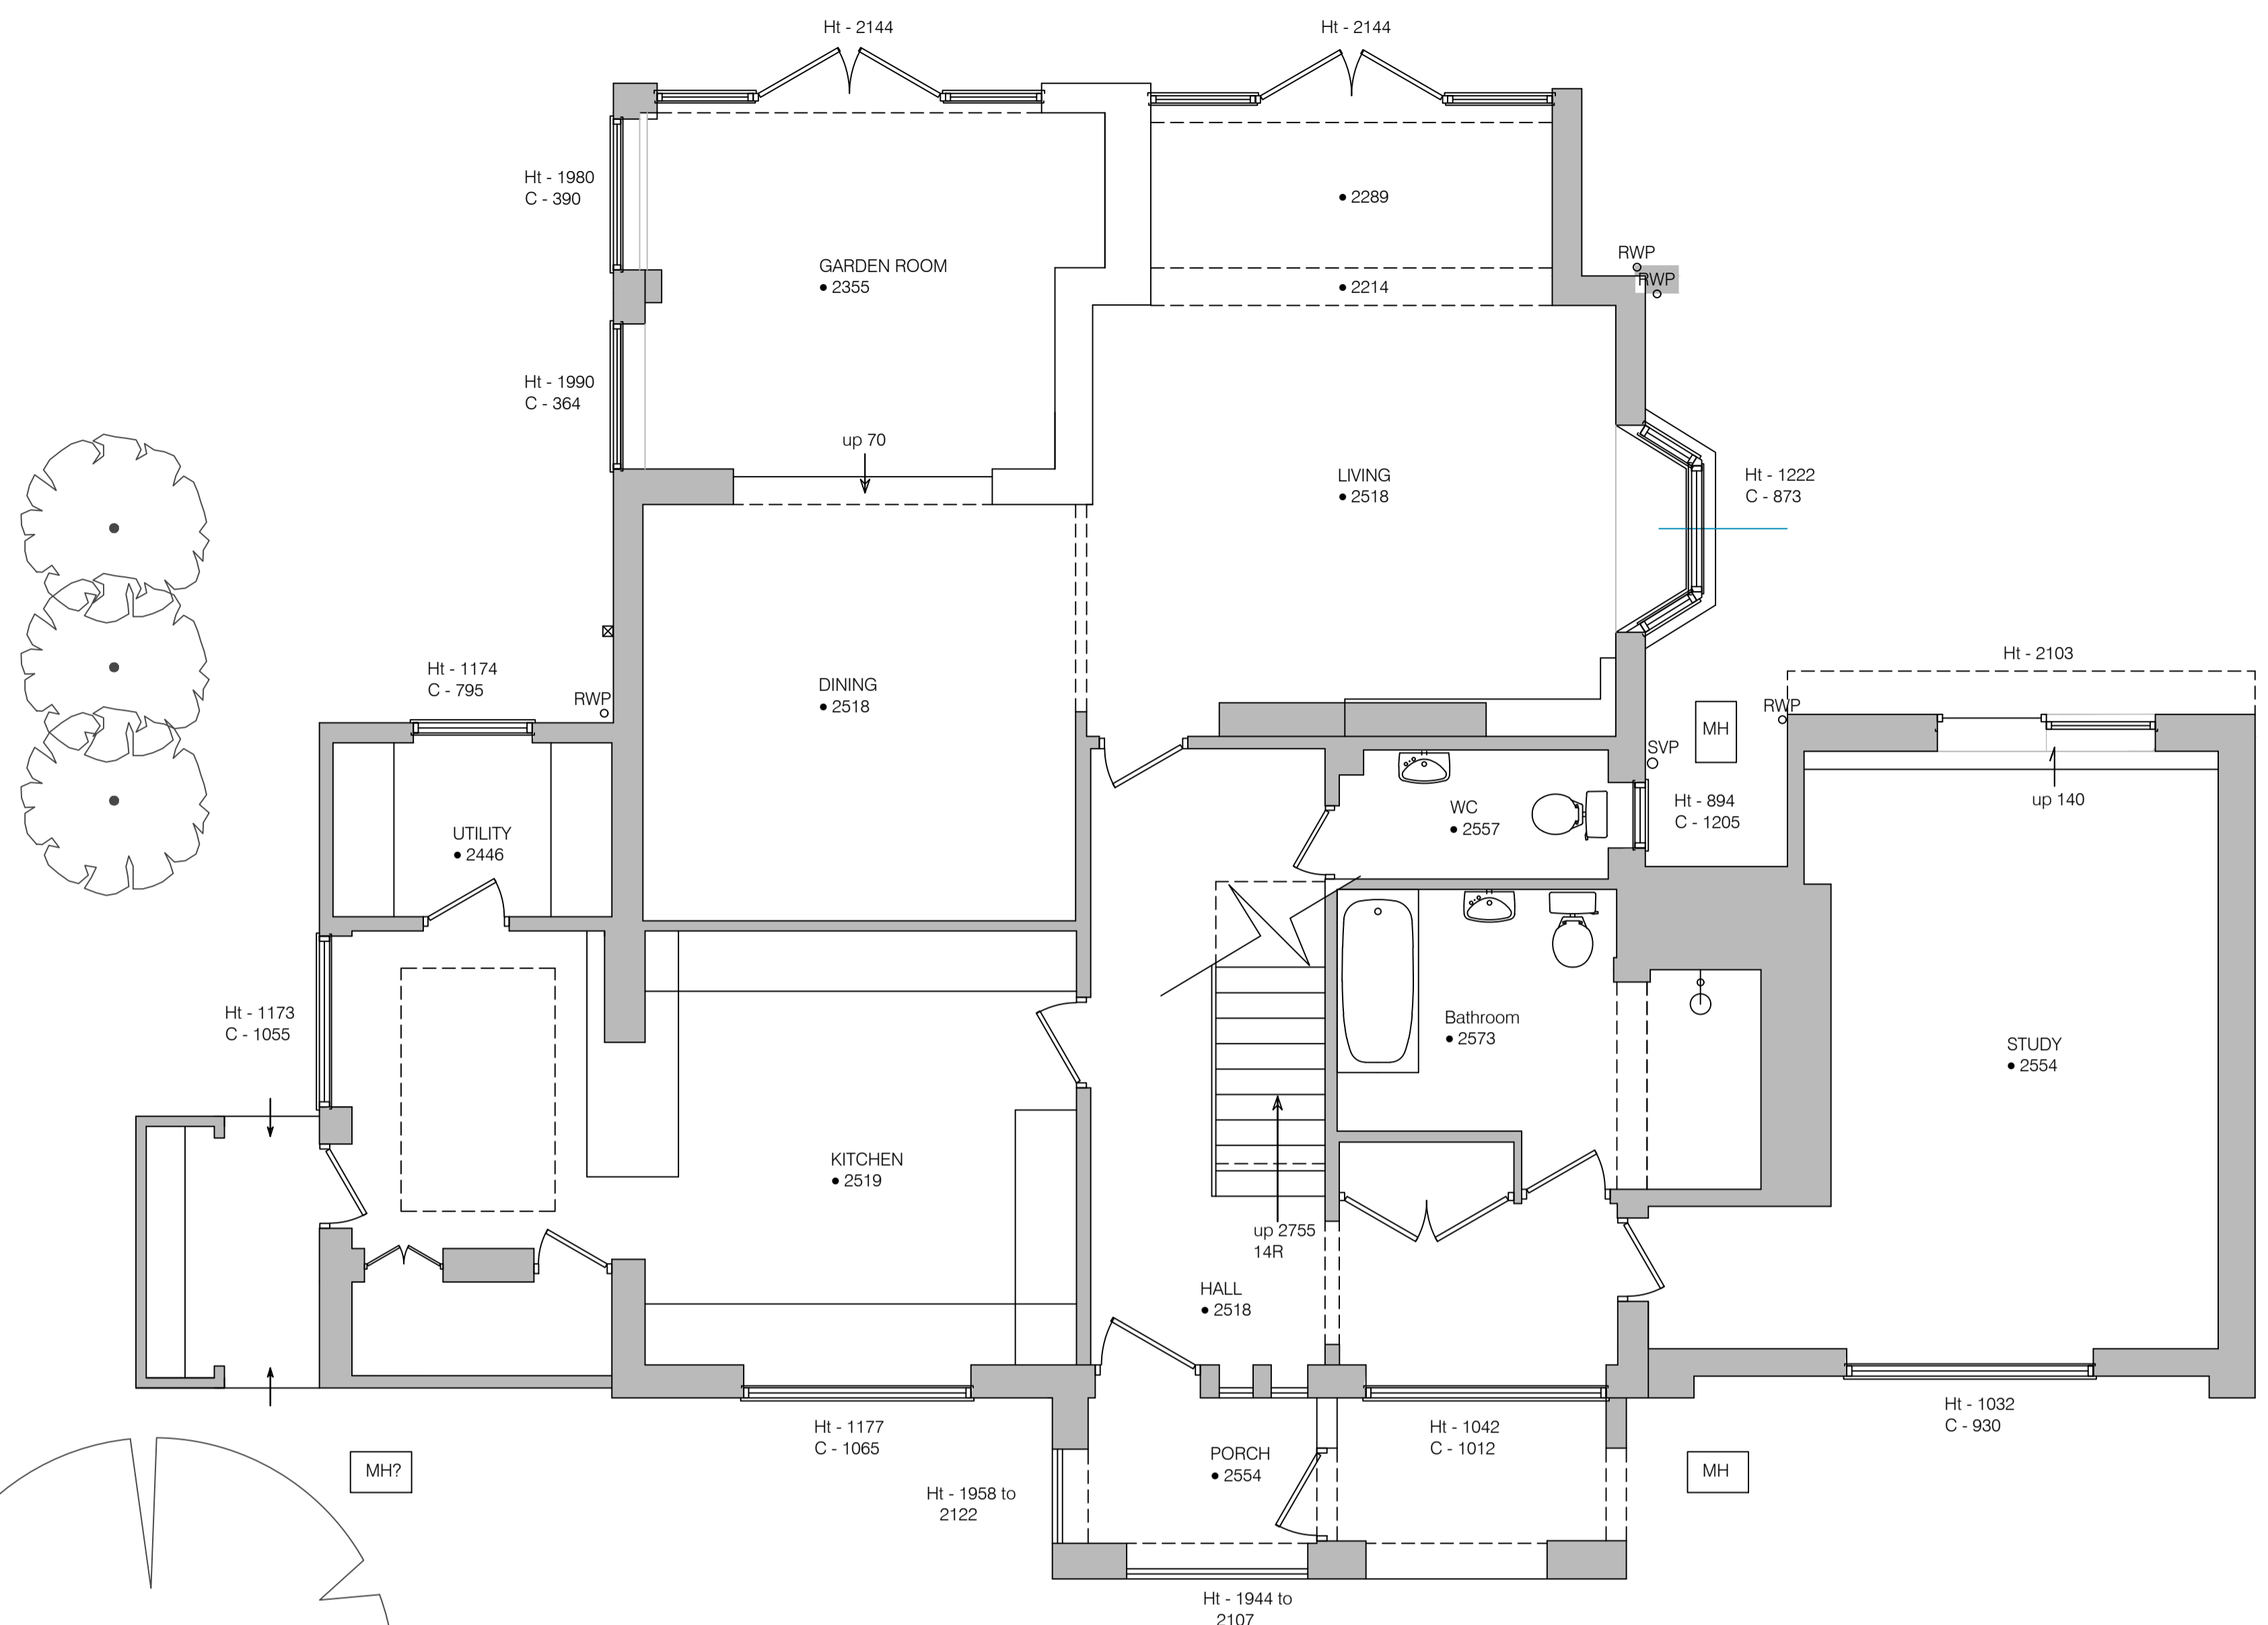 Ht - 2144
Ht - 2144
Ht - 1980
C - 390
• 2289
RWP
RWP
GARDEN ROOM
• 2355
• 2214
Ht - 1990
C - 364
up 70
LIVING
• 2518
Ht - 1222
C - 873
Ht - 2103
Ht - 1174
C - 795
RWP
DINING
• 2518
RWP
MH
SVP
Ht - 894
C - 1205
up 140
WC
• 2557
UTILITY
• 2446
Ht - 1173
C - 1055
Bathroom
• 2573
STUDY
• 2554
KITCHEN
• 2519
up 2755
14R
HALL
• 2518
Ht - 1177
C - 1065
Ht - 1042
C - 1012
Ht - 1032
C - 930
PORCH
• 2554
MH?
MH
Ht - 1958 to
2122
Ht - 1944 to
2107